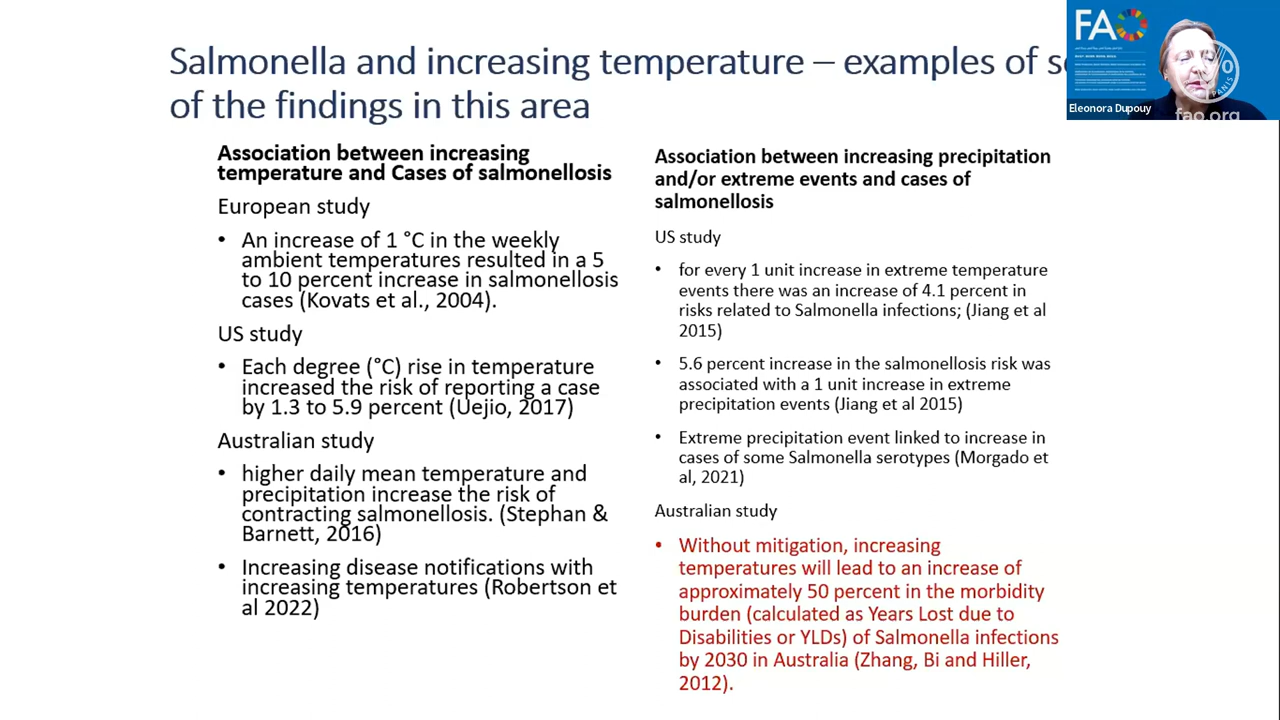 Salmonella and increasing temperature – examples of s
of the findings in this area
FAO
Eleonora Dupouy
fao.org
Association between increasing
temperature and Cases of salmonellosis
European study
• An increase of 1 °C in the weekly
ambient temperatures resulted in a 5
to 10 percent increase in salmonellosis
cases (Kovats et al., 2004).
US study
• Each degree (°C) rise in temperature
increased the risk of reporting a case
by 1.3 to 5.9 percent (Uejio, 2017)
Australian study
• higher daily mean temperature and
precipitation increase the risk of
contracting salmonellosis. (Stephan &
Barnett, 2016)
• Increasing disease notifications with
increasing temperatures (Robertson et
al 2022)
Association between increasing precipitation
and/or extreme events and cases of
salmonellosis
US study
• for every 1 unit increase in extreme temperature
events there was an increase of 4.1 percent in
risks related to Salmonella infections; (Jiang et al
2015)
• 5.6 percent increase in the salmonellosis risk was
associated with a 1 unit increase in extreme
precipitation events (Jiang et al 2015)
• Extreme precipitation event linked to increase in
cases of some Salmonella serotypes (Morgado et
al, 2021)
Australian study
• Without mitigation, increasing
temperatures will lead to an increase of
approximately 50 percent in the morbidity
burden (calculated as Years Lost due to
Disabilities or YLDs) of Salmonella infections
by 2030 in Australia (Zhang, Bi and Hiller,
2012).